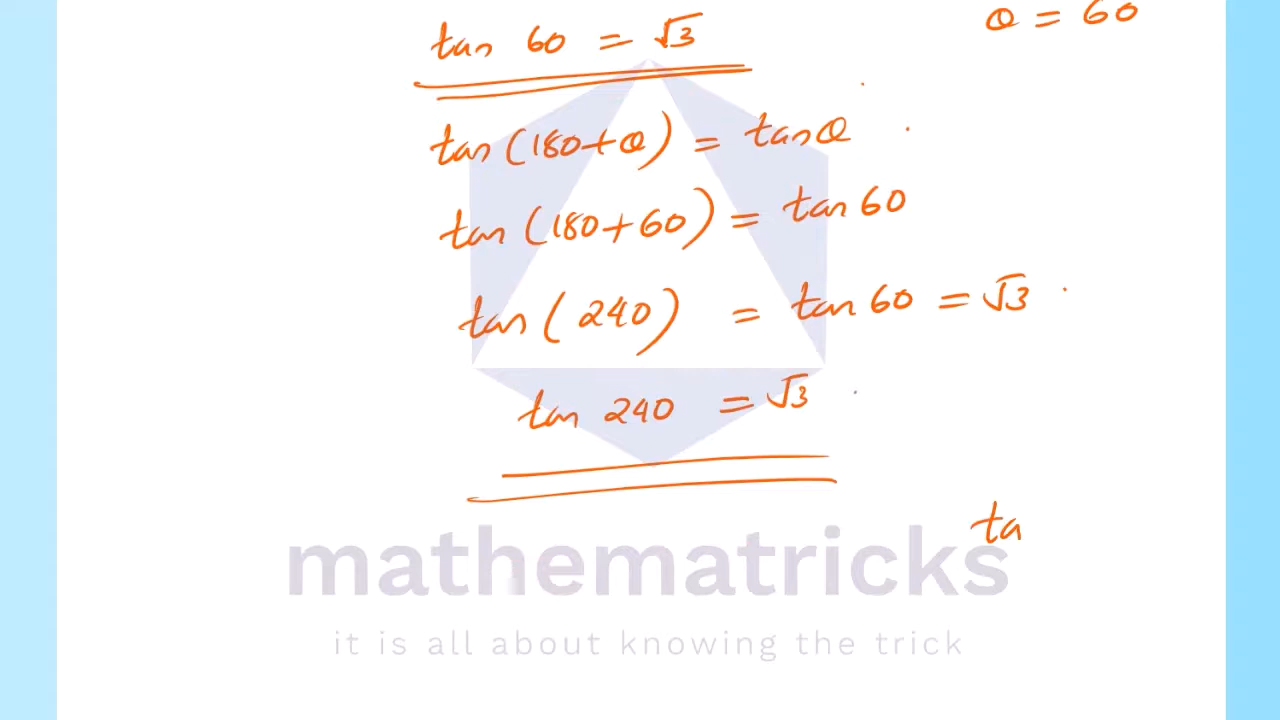 θ = 60
tan 60 = √3
tan(180+θ) = tanθ
tan(180+60) = tan 60
tan(240) = tan 60 = √3
tan 240 = √3
ta
mathematricks
it is all about knowing the trick